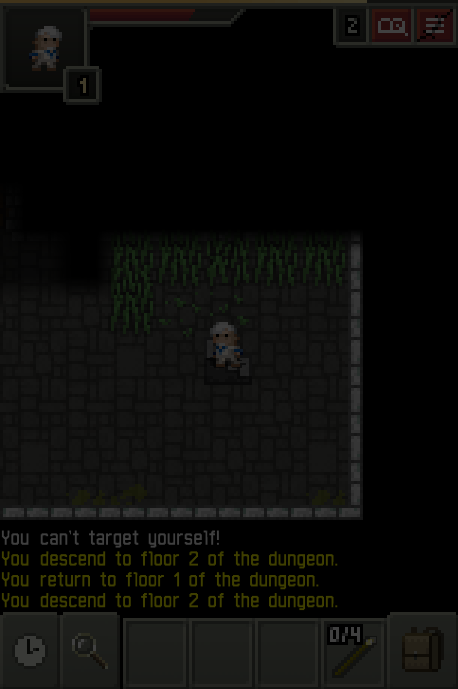 2
1
You can't target yourself!
You descend to floor 2 of the dungeon.
You return to floor 1 of the dungeon.
You descend to floor 2 of the dungeon.
0/4